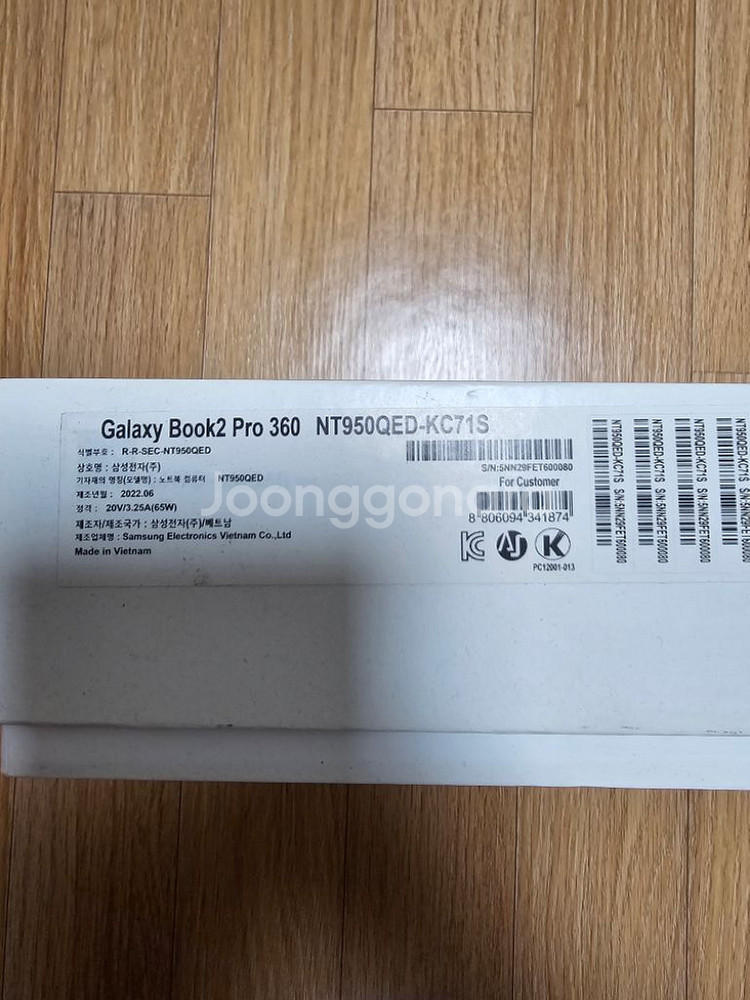 Galaxy Book2 Pro 360 NT950QED-KC71S
식별부호 : R-R-SEC-NT950QED
상호명 : 삼성전자(주)
기자재의 명칭(모델명) : 노트북 컴퓨터 NT950QED
제조년월 : 2022.06
정격 : 20V/3.25A(65W)
제조자/제조국가 : 삼성전자(주)/베트남
제조업체명 : Samsung Electronics Vietnam Co.,Ltd
Made in Vietnam
S/N:5NN29FET600080
For Customer
8 806094 341874
PC12001-013
Joonggon
NT950QED-KC71S S/N:5NN29FET600080
NT950QED-KC71S S/N:5NN29FET600080
NT950QED-KC71S S/N:5NN29FET600080
NT950QED-KC71S S/N:5NN29FET600080